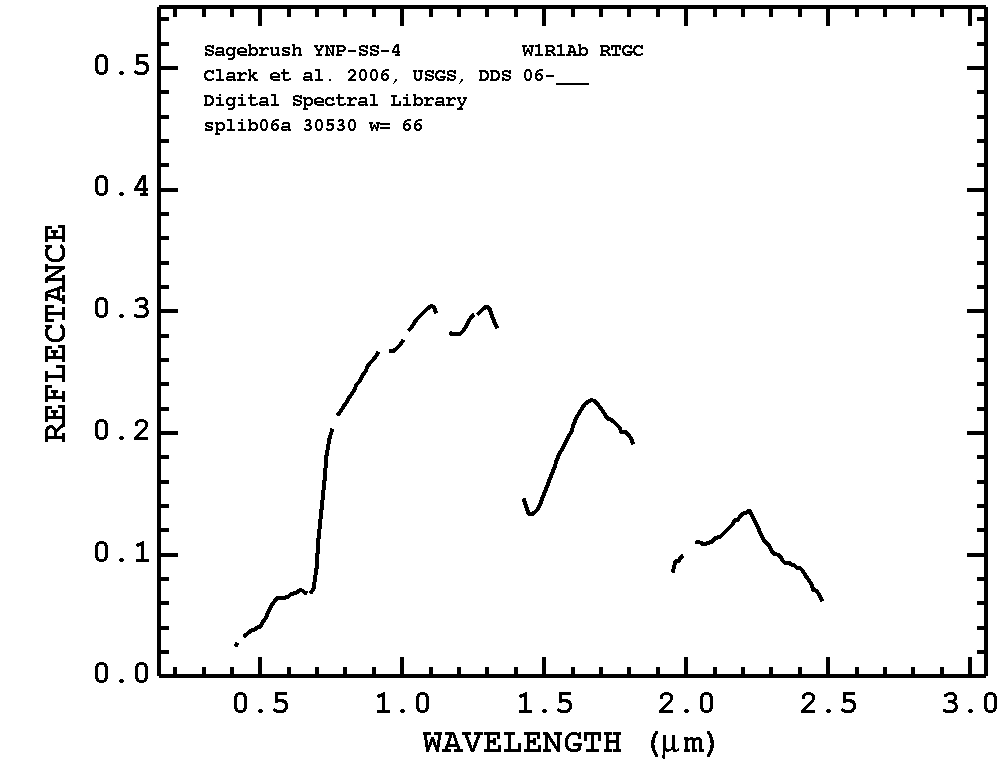 Sagebrush YNP-SS-4 W1R1Ab RTGC
Clark et al. 2006, USGS, DDS 06-___
Digital Spectral Library
splib06a 30530 w= 66
0.5
0.4
0.3
0.2
0.1
0.0
REFLECTANCE
0.5 1.0 1.5 2.0 2.5 3.0
WAVELENGTH (μm)